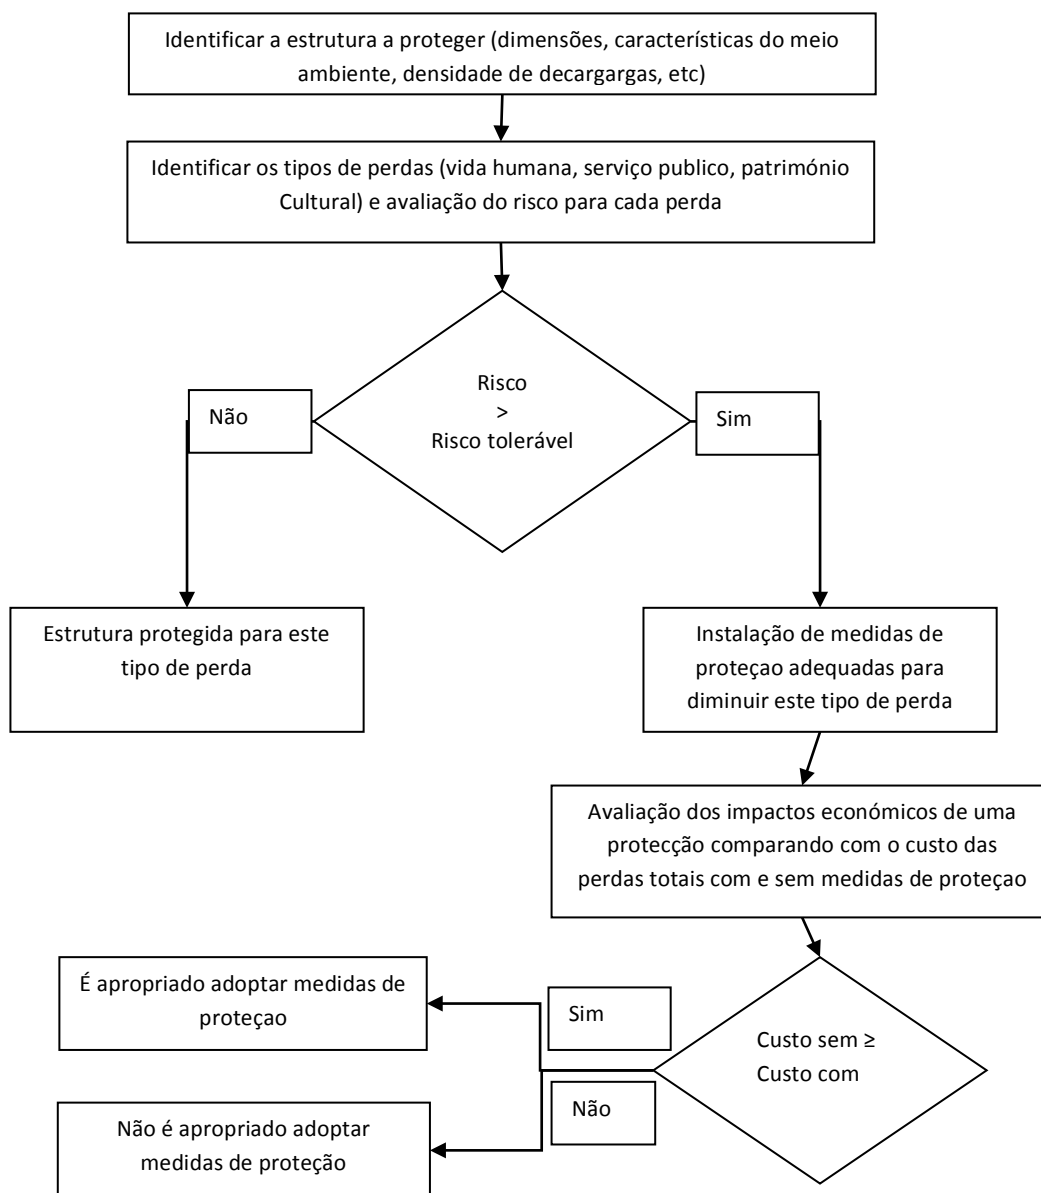 Identificar a estrutura a proteger (dimensões, características do meio
ambiente, densidade de decargargas, etc)
Identificar os tipos de perdas (vida humana, serviço publico, património
Cultural) e avaliação do risco para cada perda
Risco
>
Risco tolerável
Não
Sim
Estrutura protegida para este
tipo de perda
Instalação de medidas de
proteçao adequadas para
diminuir este tipo de perda
Avaliação dos impactos económicos de uma
protecção comparando com o custo das
perdas totais com e sem medidas de proteçao
Custo sem ≥
Custo com
Sim
É apropriado adoptar medidas de
proteçao
Não
Não é apropriado adoptar
medidas de proteção